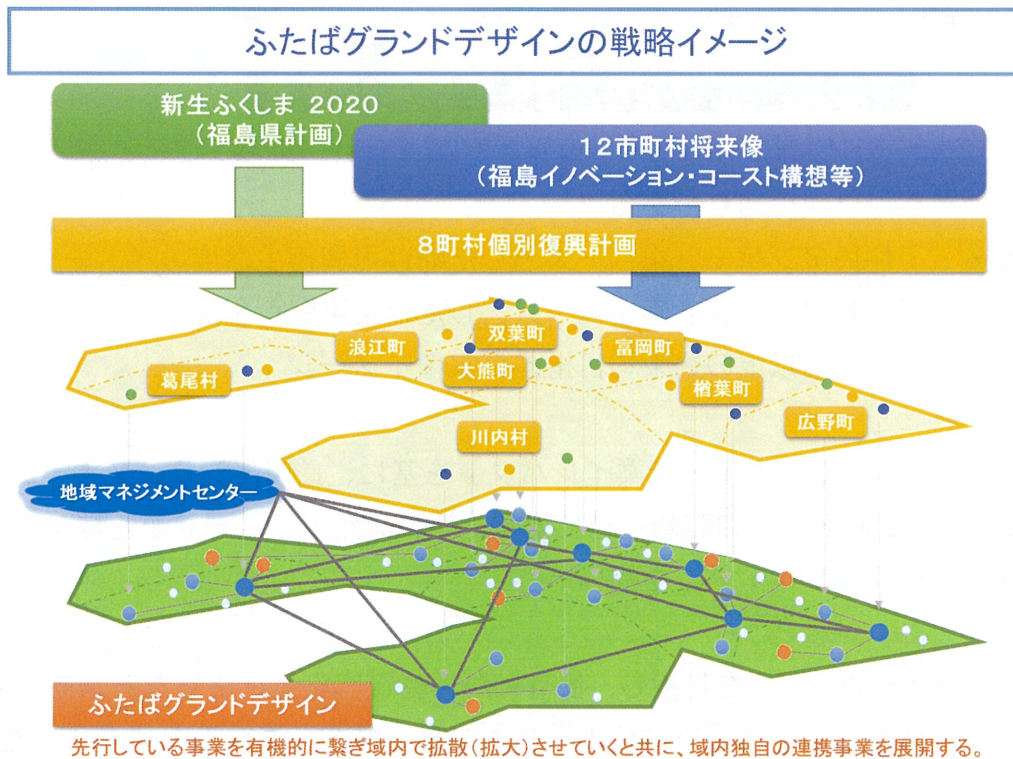 ふたばグランドデザインの戦略イメージ
新生ふくしま 2020
（福島県計画）
12市町村将来像
（福島イノベーション・コースト構想等）
8町村個別復興計画
双葉町
浪江町
富岡町
大熊町
葛尾村
楢葉町
広野町
川内村
地域マネジメントセンター
ふたばグランドデザイン
先行している事業を有機的に繋ぎ域内で拡散（拡大）させていくと共に、域内独自の連携事業を展開する。